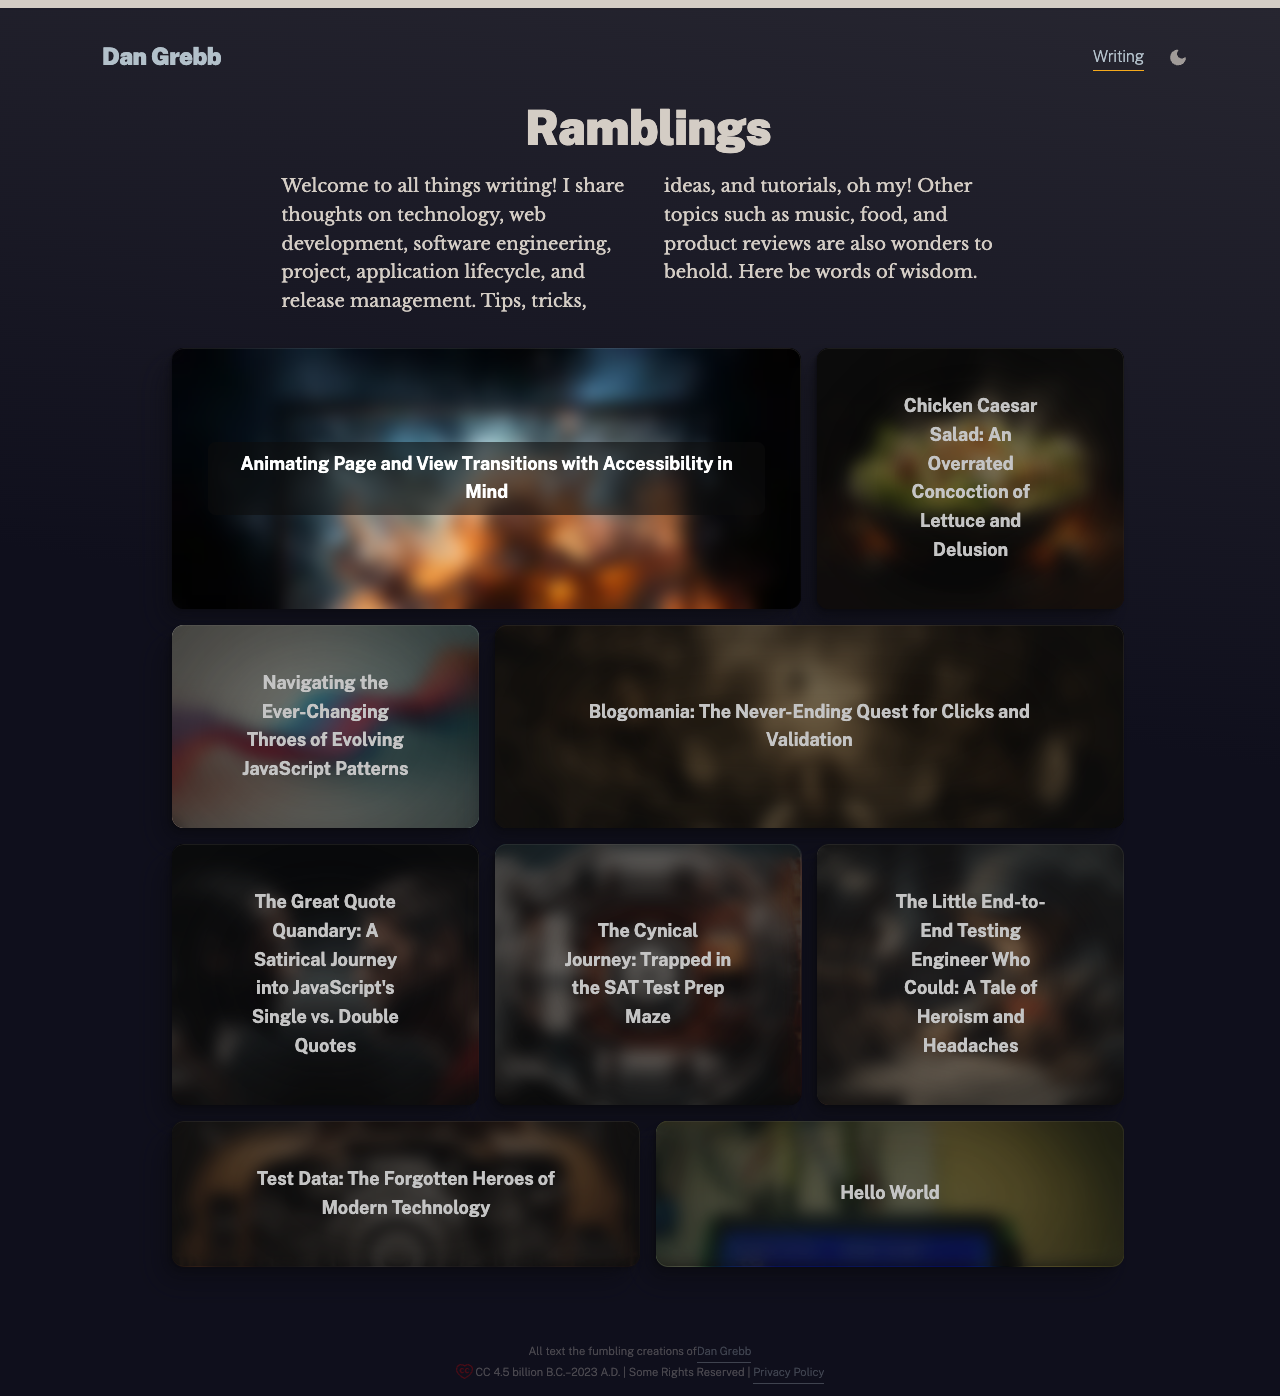 Dan Grebb
Writing
Ramblings
Welcome to all things writing! I share
thoughts on technology, web
development, software engineering,
project, application lifecycle, and
release management. Tips, tricks,
ideas, and tutorials, oh my! Other
topics such as music, food, and
product reviews are also wonders to
behold. Here be words of wisdom.
Animating Page and View Transitions with Accessibility in
Mind
Chicken Caesar
Salad: An
Overrated
Concoction of
Lettuce and
Delusion
Navigating the
Ever-Changing
Throes of Evolving
JavaScript Patterns
Blogomania: The Never-Ending Quest for Clicks and
Validation
The Great Quote
Quandary: A
Satirical Journey
into JavaScript's
Single vs. Double
Quotes
The Cynical
Journey: Trapped in
the SAT Test Prep
Maze
The Little End-to-
End Testing
Engineer Who
Could: A Tale of
Heroism and
Headaches
Test Data: The Forgotten Heroes of
Modern Technology
Hello World
All text the fumbling creations ofDan Grebb
CC 4.5 billion B.C.–2023 A.D. | Some Rights Reserved | Privacy Policy